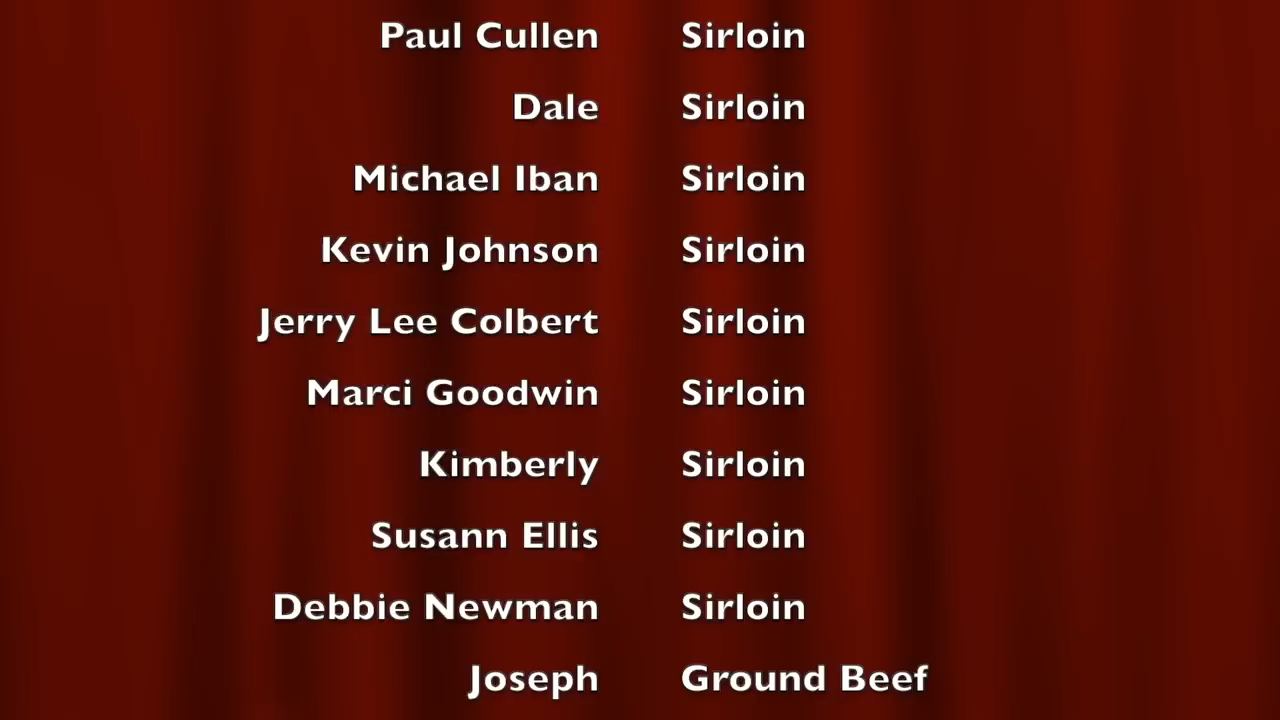 Paul Cullen Sirloin
Dale Sirloin
Michael Iban Sirloin
Kevin Johnson Sirloin
Jerry Lee Colbert Sirloin
Marci Goodwin Sirloin
Kimberly Sirloin
Susann Ellis Sirloin
Debbie Newman Sirloin
Joseph Ground Beef